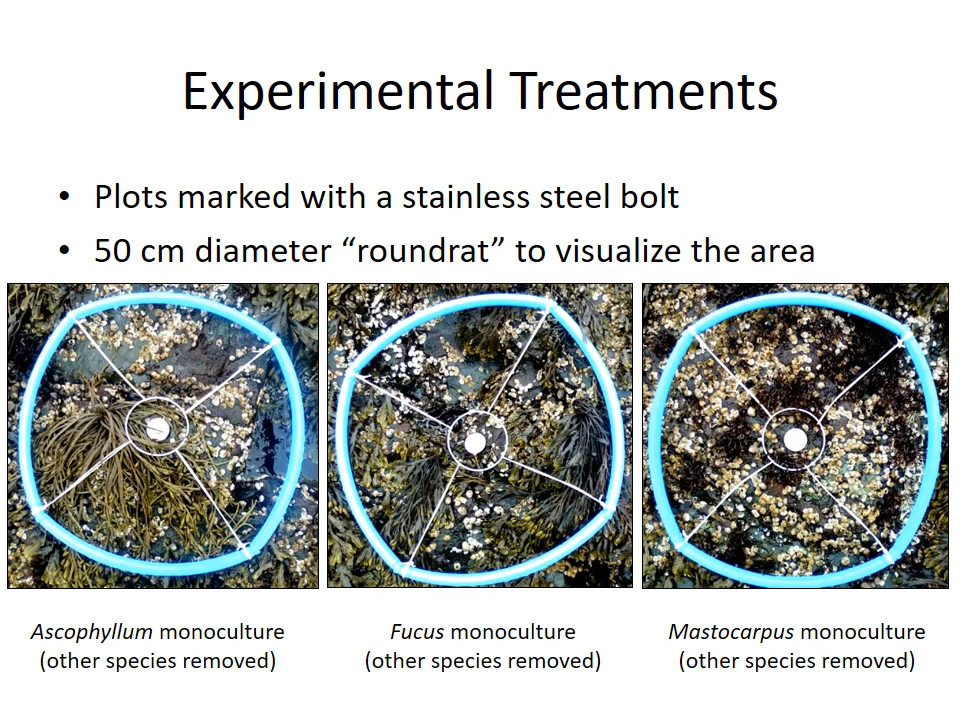 Experimental Treatments
• Plots marked with a stainless steel bolt
• 50 cm diameter “roundrat” to visualize the area
Ascophyllum monoculture
(other species removed)
Fucus monoculture
(other species removed)
Mastocarpus monoculture
(other species removed)